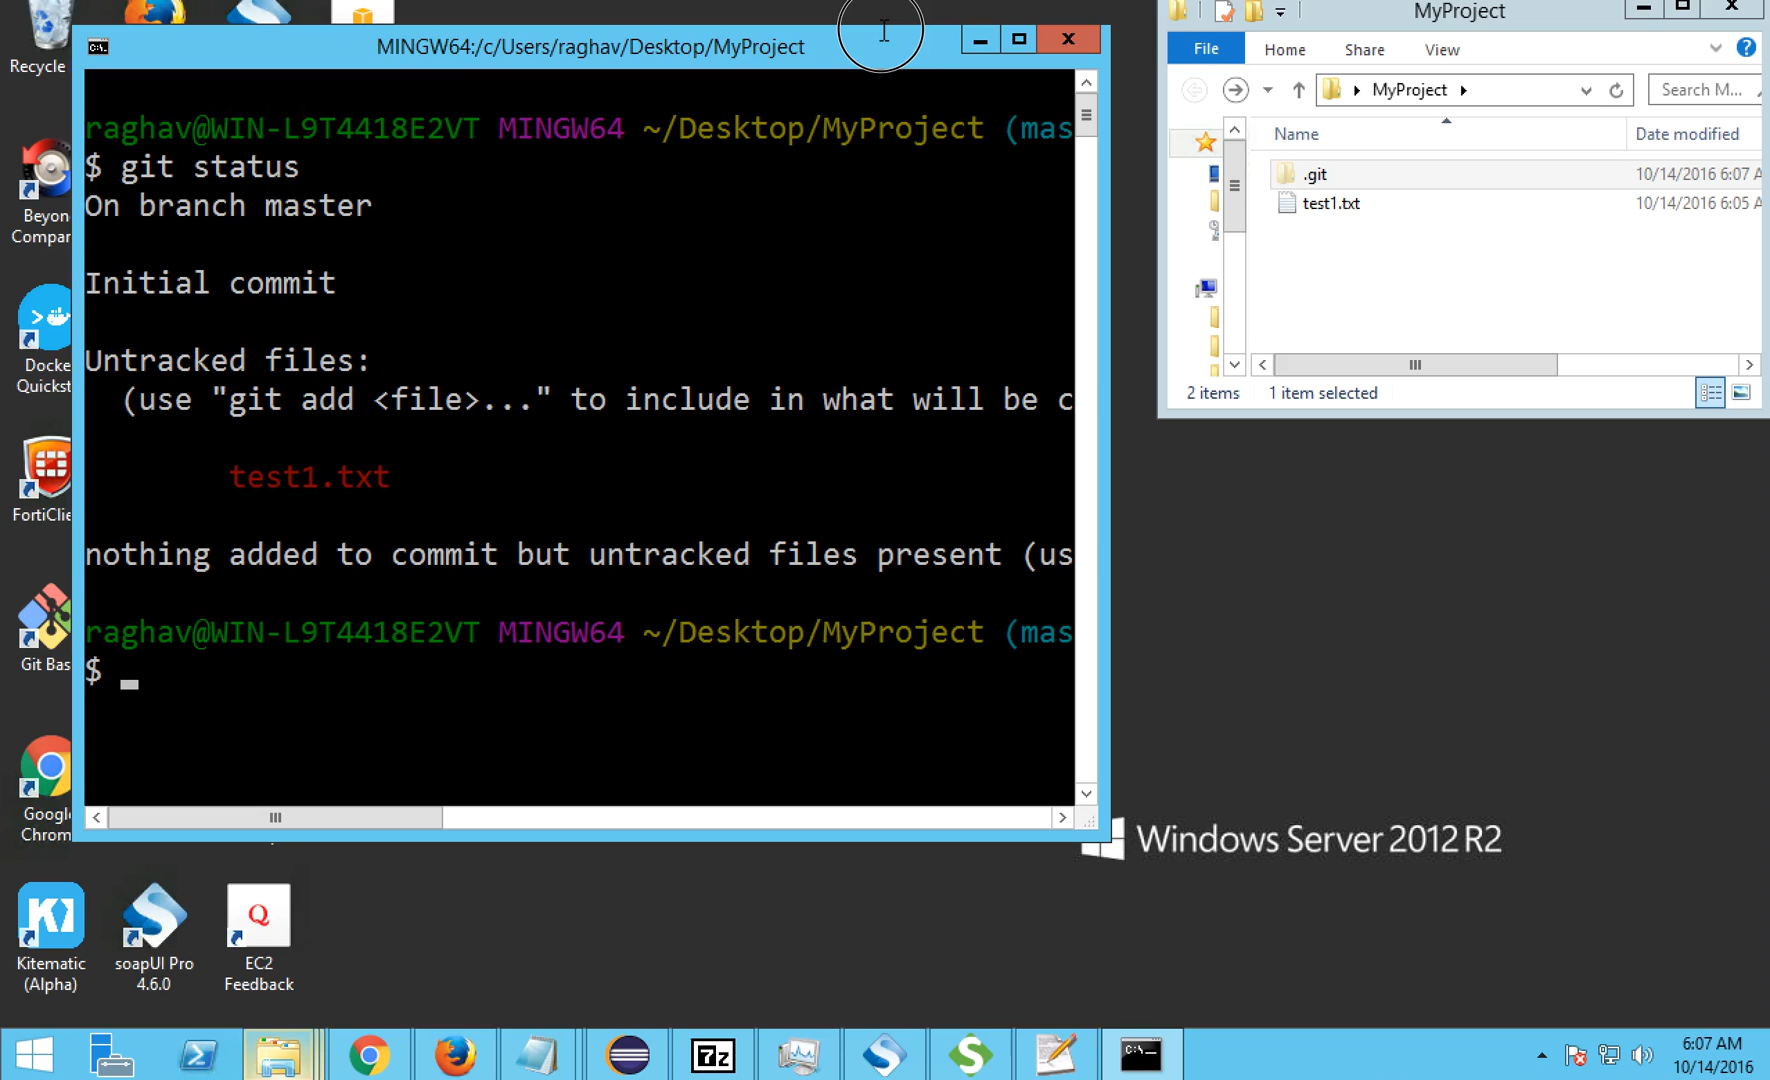 Recycle
MINGW64:/c/Users/raghav/Desktop/MyProject
raghav@WIN-L9T4418E2VT MINGW64 ~/Desktop/MyProject (mas
$ git status
On branch master
Initial commit
Untracked files:
(use "git add <file>..." to include in what will be c
test1.txt
nothing added to commit but untracked files present (us
raghav@WIN-L9T4418E2VT MINGW64 ~/Desktop/MyProject (mas
$
MyProject
File Home Share View
MyProject
Search M...
Name Date modified
.git 10/14/2016 6:07 A
test1.txt 10/14/2016 6:05 A
2 items 1 item selected
Beyon
Compar
Docke
Quickst
FortiClie
Git Bas
Google
Chrom
Kitematic
(Alpha)
soapUI Pro
4.6.0
Q
EC2
Feedback
Windows Server 2012 R2
7z
C:\_
6:07 AM
10/14/2016